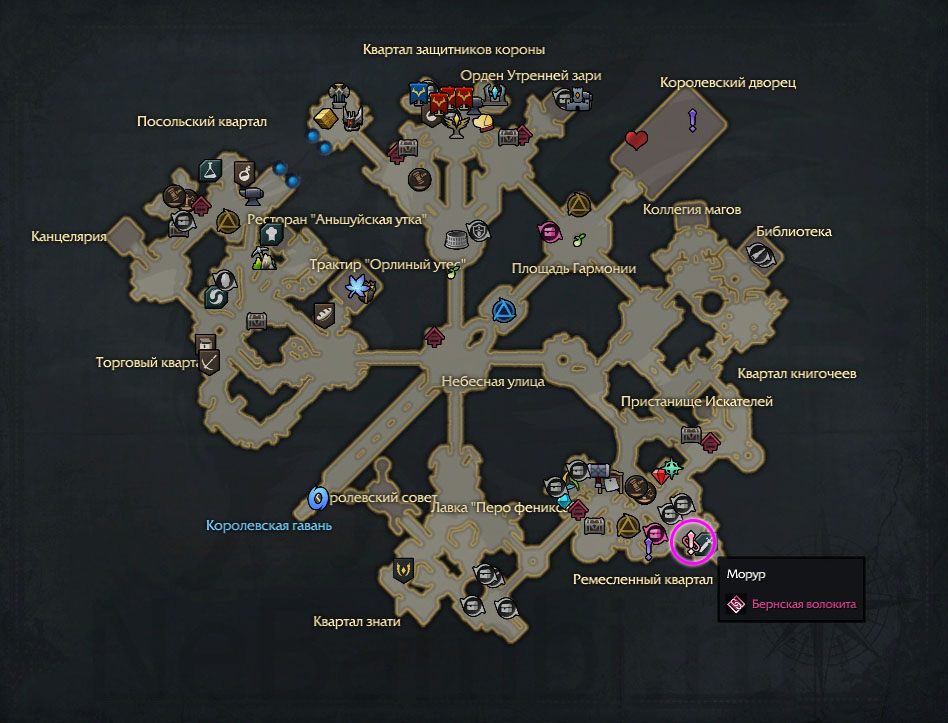 Квартал защитников короны
Орден Утренней зари
Королевский дворец
Посольский квартал
Коллегия магов
Ресторан "Аньшуйская утка"
Библиотека
Канцелярия
Трактир "Орлиный утес"
Площадь Гармонии
Торговый кварта
Квартал книгочеев
Небесная улица
Пристанище Искателей
ролевский совет
Лавка "Перо феникс
Королевская гавань
Морур
Ремесленный квартал
Бернская волокита
Квартал знати